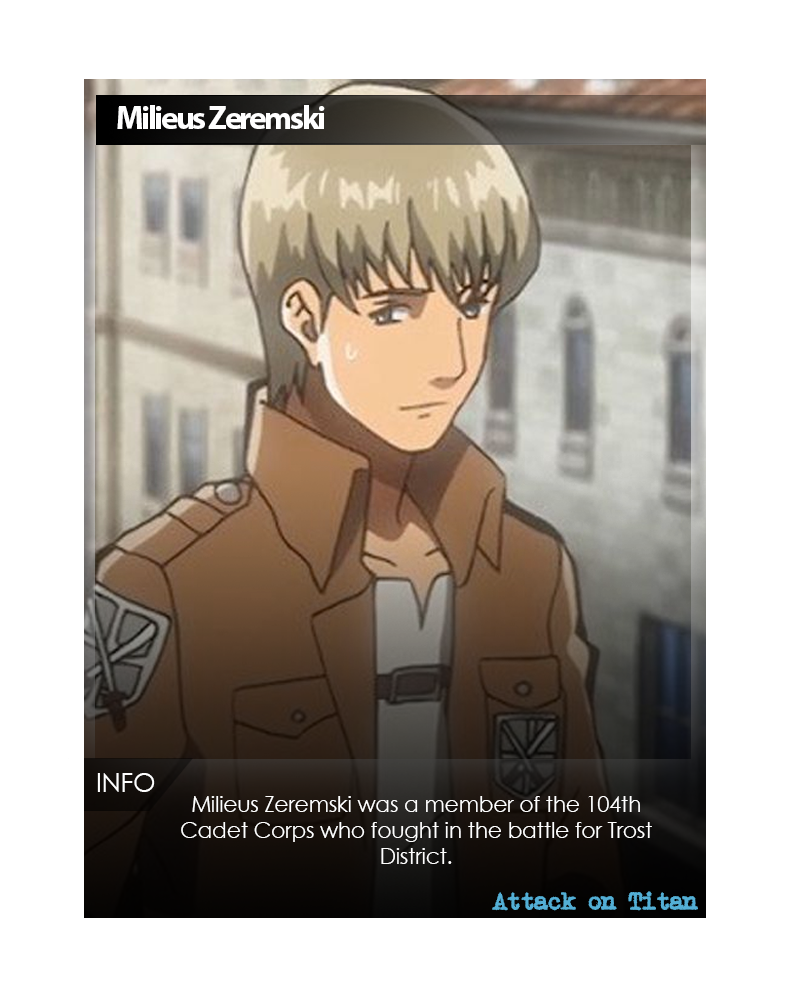 Milieus Zeremski
INFO
Milieus Zeremski was a member of the 104th
Cadet Corps who fought in the battle for Trost
District.
Attack on Titan